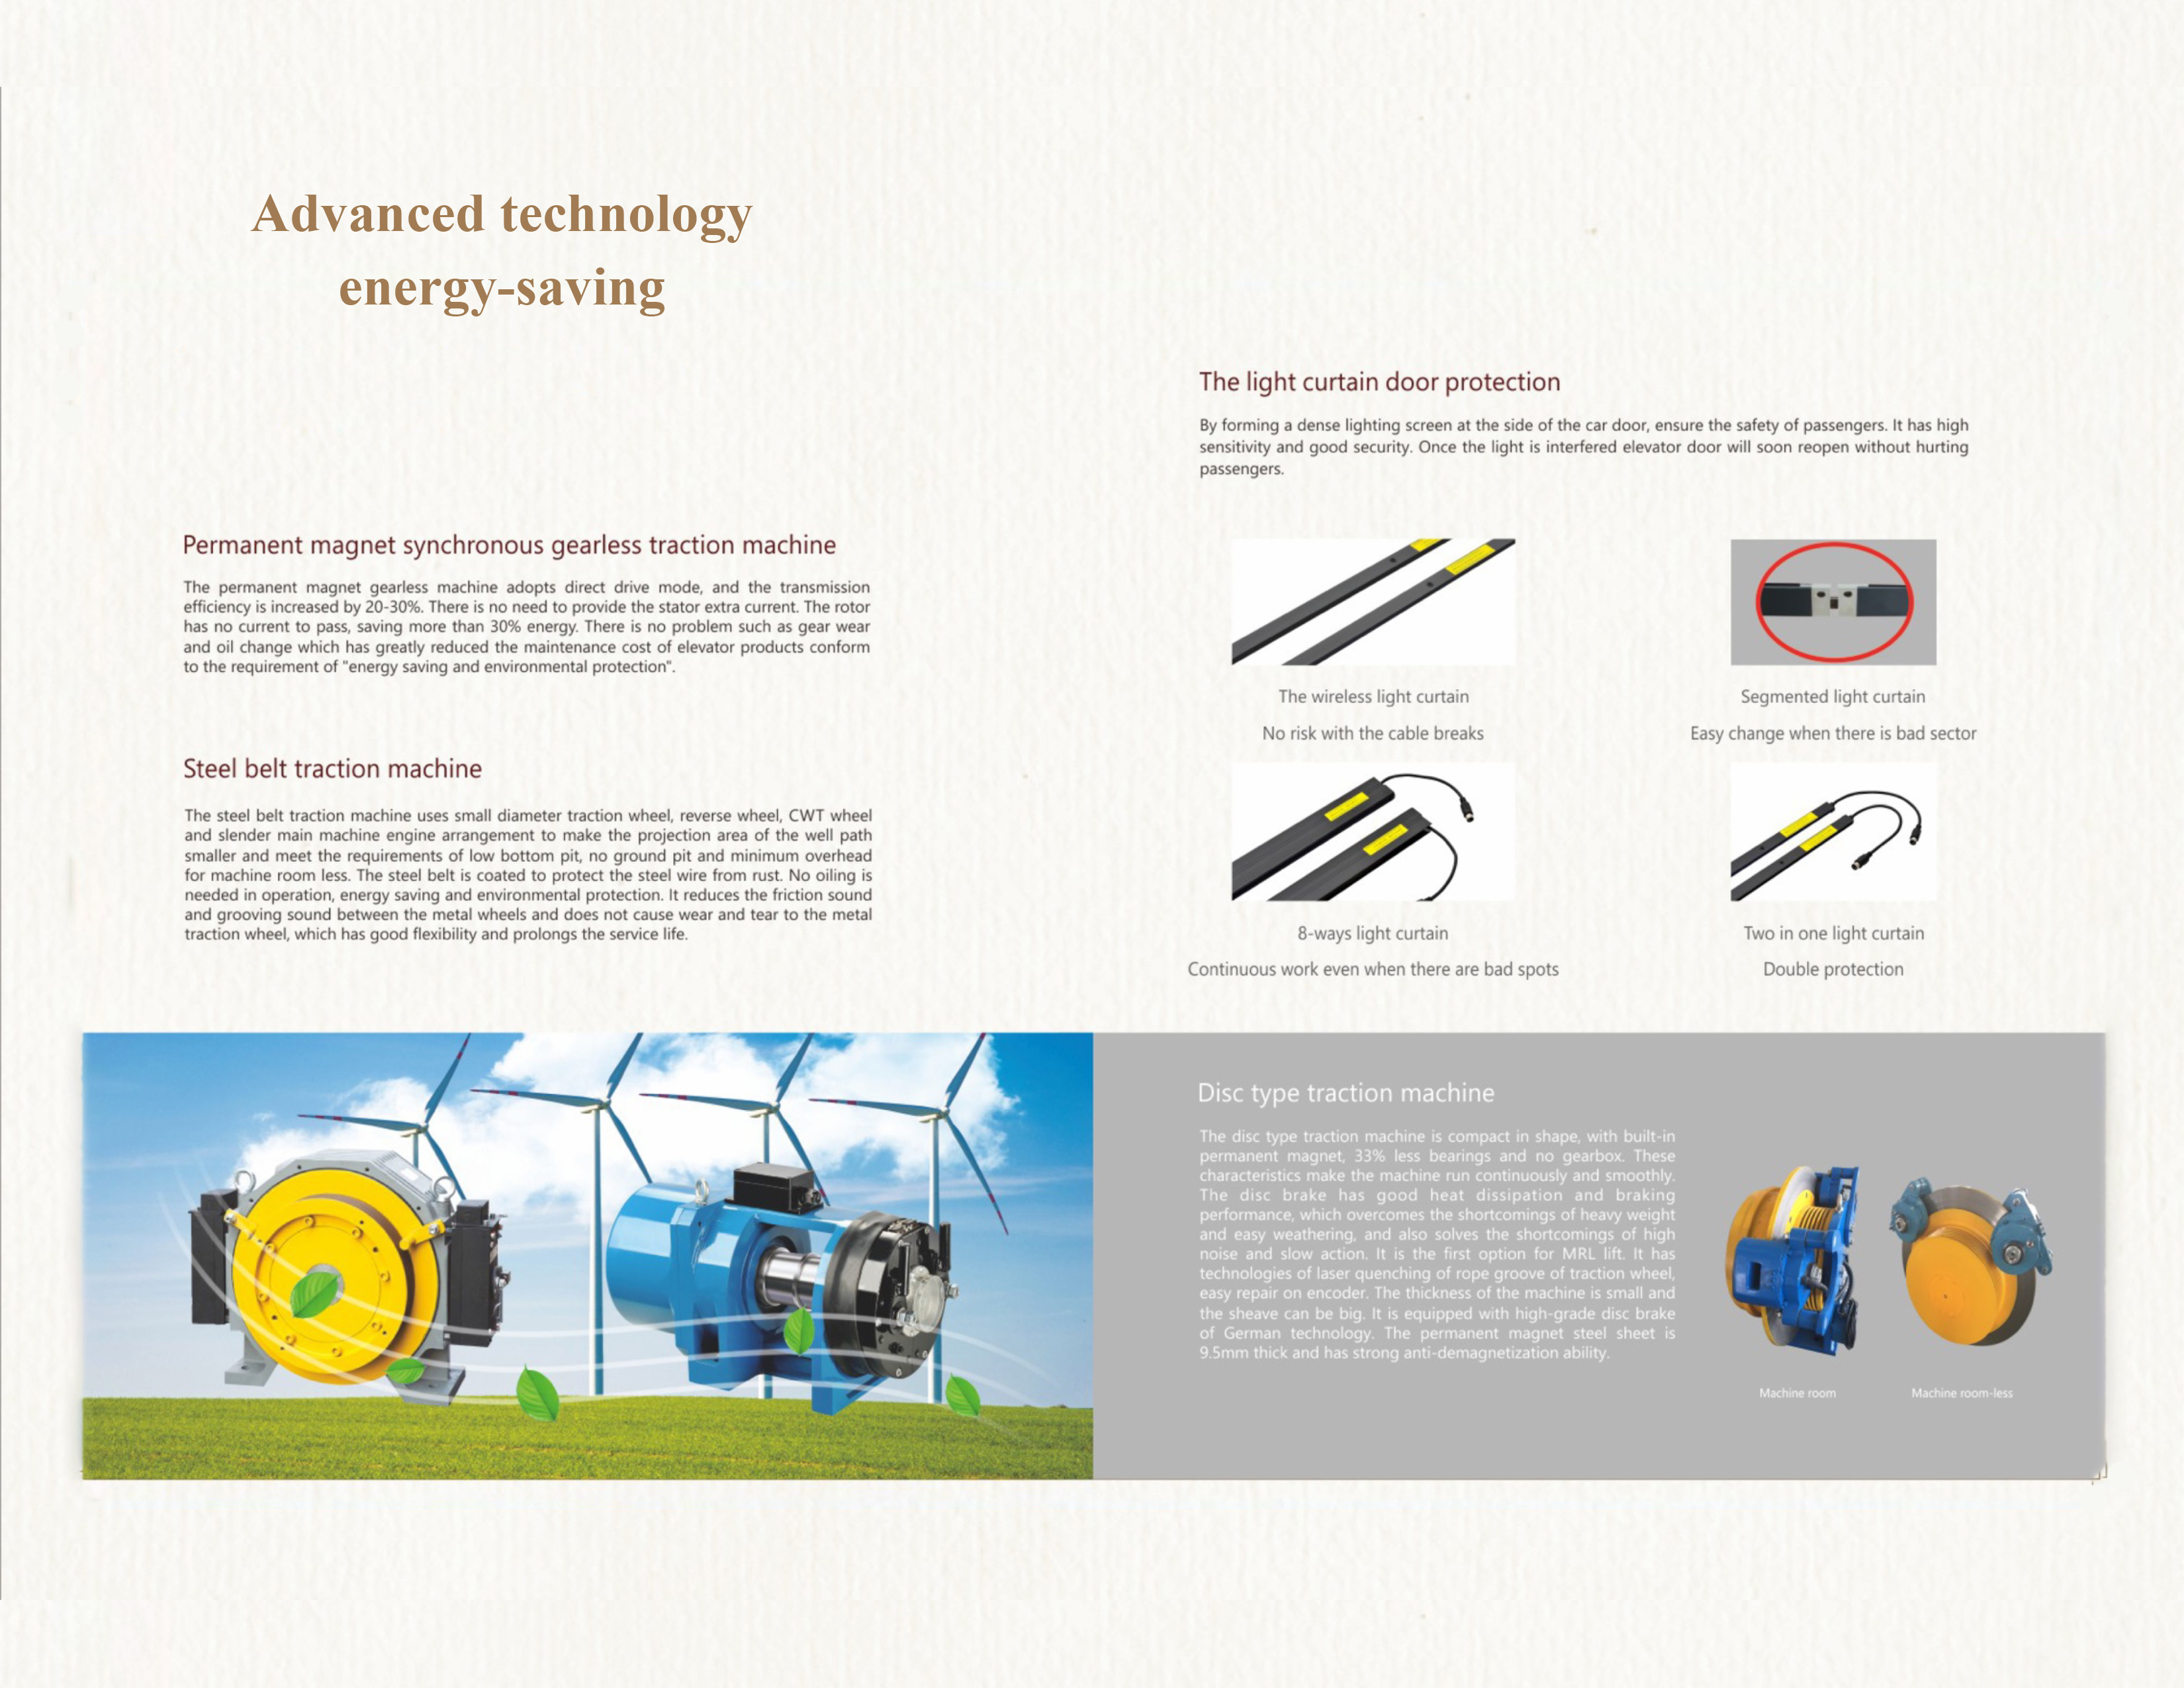 Advanced technology
energy-saving
Permanent magnet synchronous gearless traction machine
The permanent magnet gearless machine adopts direct drive mode, and the transmission
efficiency is increased by 20-30%. There is no need to provide the stator extra current. The rotor
has no current to pass, saving more than 30% energy. There is no problem such as gear wear
and oil change which has greatly reduced the maintenance cost of elevator products conform
to the requirement of "energy saving and environmental protection".
Steel belt traction machine
The steel belt traction machine uses small diameter traction wheel, reverse wheel, CWT wheel
and slender main machine engine arrangement to make the projection area of the well path
smaller and meet the requirements of low bottom pit, no ground pit and minimum overhead
for machine room less. The steel belt is coated to protect the steel wire from rust. No oiling is
needed in operation, energy saving and environmental protection. It reduces the friction sound
and grooving sound between the metal wheels and does not cause wear and tear to the metal
traction wheel, which has good flexibility and prolongs the service life.
The light curtain door protection
By forming a dense lighting screen at the side of the car door, ensure the safety of passengers. It has high
sensitivity and good security. Once the light is interfered elevator door will soon reopen without hurting
passengers.
The wireless light curtain
No risk with the cable breaks
Segmented light curtain
Easy change when there is bad sector
8-ways light curtain
Continuous work even when there are bad spots
Two in one light curtain
Double protection
Disc type traction machine
The disc type traction machine is compact in shape, with built-in
permanent magnet, 33% less bearings and no gearbox. These
characteristics make the machine run continuously and smoothly.
The disc brake has good heat dissipation and braking
performance, which overcomes the shortcomings of heavy weight
and easy weathering, and also solves the shortcomings of high
noise and slow action. It is the first option for MRL lift. It has
technologies of laser quenching of rope groove of traction wheel,
easy repair on encoder. The thickness of the machine is small and
the sheave can be big. It is equipped with high-grade disc brake
of German technology. The permanent magnet steel sheet is
9.5mm thick and has strong anti-demagnetization ability.
Machine room
Machine room-less